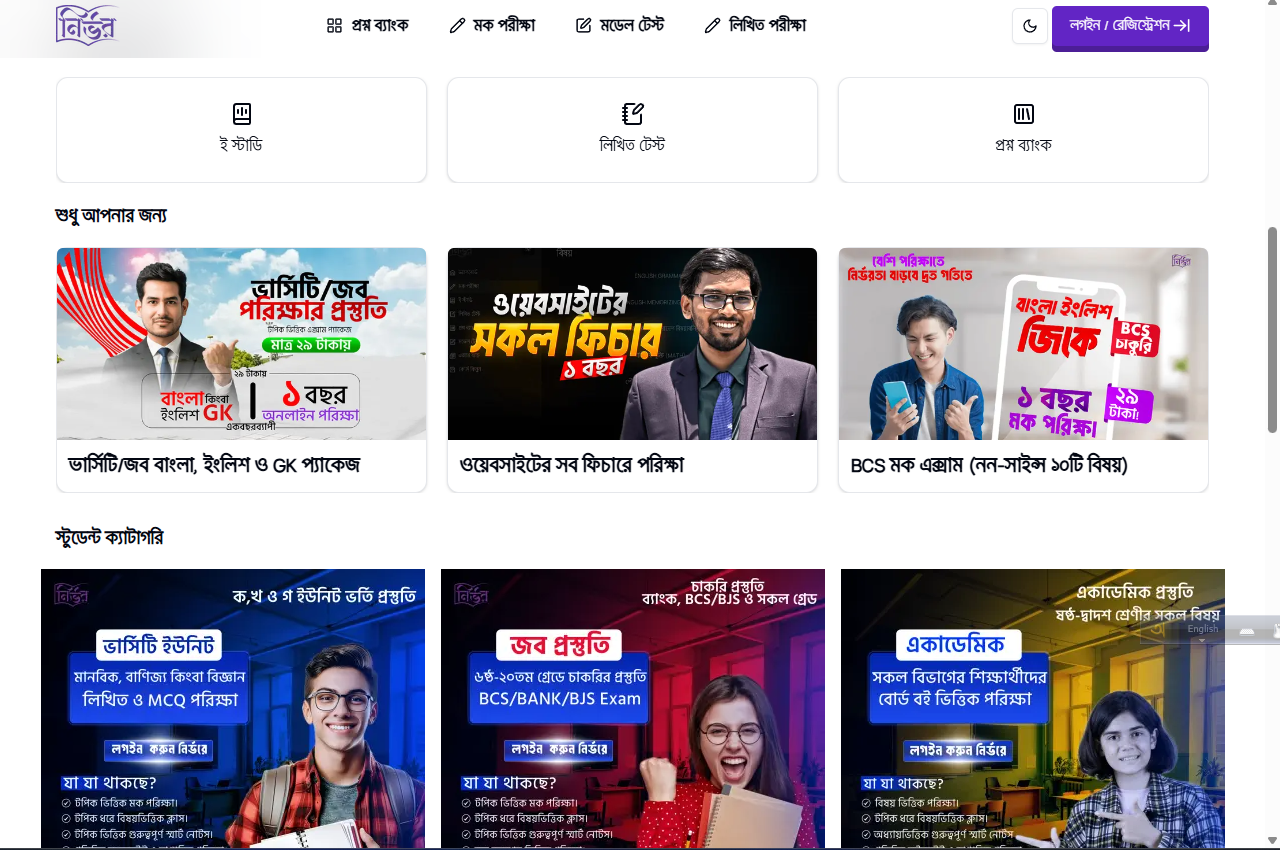 নির্ভর
প্রশ্ন ব্যাংক
মক পরীক্ষা
মডেল টেস্ট
লিখিত পরীক্ষা
লগইন / রেজিস্ট্রেশন
ই স্টাডি
লিখিত টেস্ট
প্রশ্ন ব্যাংক
শুধু আপনার জন্য
ভার্সিটি/জব
পরিক্ষার প্রস্তুতি
টপিক ভিত্তিক এক্সাম প্যাকেজ
মাত্র ২৯ টাকায়
২৯ টাকায়
বাংলা কিংবা
ইংলিশ GK
১ বছর
অনলাইন পরিক্ষা
একবছরব্যাপী
ভার্সিটি/জব বাংলা, ইংলিশ ও GK প্যাকেজ
বিষয়
ওয়েবসাইটের
সকল ফিচার
১ বছর
ওয়েবসাইটের সব ফিচারে পরিক্ষা
বেশি পরিক্ষাতে
নির্ভরতা বাড়বে দ্রুত গতিতে
নির্ভর
বাংলা ইংলিশ
জিকে
BCS
চাকুরি
১ বছর
মক পরিক্ষা
২৯
টাকা!
BCS মক এক্সাম (নন-সাইন্স ১০টি বিষয়)
স্টুডেন্ট ক্যাটাগরি
নির্ভর
ক,খ ও গ ইউনিট ভর্তি প্রস্তুতি
ভার্সিটি ইউনিট
মানবিক, বাণিজ্য কিংবা বিজ্ঞান
লিখিত ও MCQ পরিক্ষা
লগইন করুন নির্ভরে
যা যা থাকছে?
টপিক ভিত্তিক মক পরিক্ষা।
টপিক ধরে বিষয়ভিত্তিক ক্লাস।
টপিক ভিত্তিক গুরুত্বপুর্ণ স্মার্ট নোটস।
নির্ভর
চাকরি প্রস্তুতি
ব্যাংক, BCS/BJS ও সকল গ্রেড
জব প্রস্তুতি
৬ষ্ঠ-২০তম গ্রেডে চাকরির প্রস্তুতি
BCS/BANK/BJS Exam
লগইন করুন নির্ভরে
যা যা থাকছে?
টপিক ভিত্তিক মক পরিক্ষা।
টপিক ধরে বিষয়ভিত্তিক ক্লাস।
টপিক ভিত্তিক গুরুত্বপুর্ণ স্মার্ট নোটস।
একাডেমিক প্রস্তুতি
ষষ্ঠ-দ্বাদশ শ্রেণীর সকল বিষয়
অ English
একাডেমিক
সকল বিভাগের শিক্ষার্থীদের
বোর্ড বই ভিত্তিক পরিক্ষা
লগইন করুন নির্ভরে
যা যা থাকছে?
বিষয় ভিত্তিক পরিক্ষা।
টপিক ধরে বিষয়ভিত্তিক ক্লাস।
অধ্যায়ভিত্তিক গুরুত্বপুর্ণ স্মার্ট নোটস।